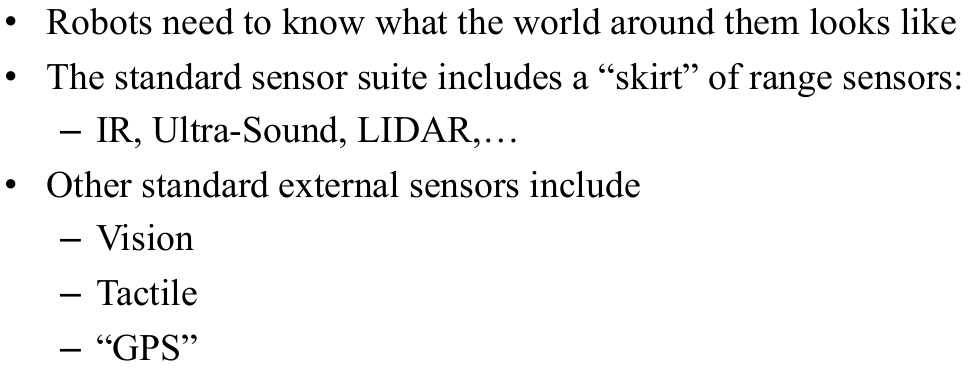 • Robots need to know what the world around them looks like
• The standard sensor suite includes a “skirt” of range sensors:
– IR, Ultra-Sound, LIDAR,…
• Other standard external sensors include
– Vision
– Tactile
– “GPS”